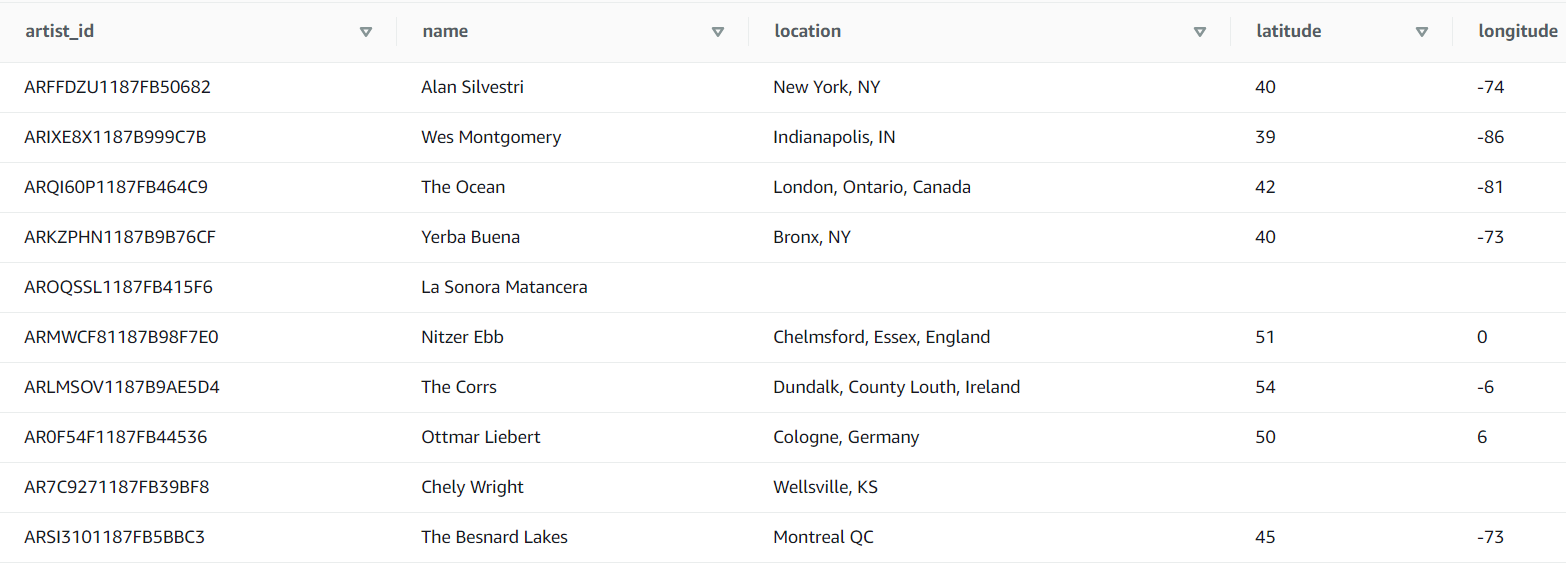 artist_id name location latitude longitude
ARFFDZU1187FB50682 Alan Silvestri New York, NY 40 -74
ARIXE8X1187B999C7B Wes Montgomery Indianapolis, IN 39 -86
ARQI60P1187FB464C9 The Ocean London, Ontario, Canada 42 -81
ARKZPHN1187B9B76CF Yerba Buena Bronx, NY 40 -73
AROQSSL1187FB415F6 La Sonora Matancera
ARMWCF81187B98F7E0 Nitzer Ebb Chelmsford, Essex, England 51 0
ARLMSOV1187B9AE5D4 The Corrs Dundalk, County Louth, Ireland 54 -6
AR0F54F1187FB44536 Ottmar Liebert Cologne, Germany 50 6
AR7C9271187FB39BF8 Chely Wright Wellsville, KS
ARSI3101187FB5BBC3 The Besnard Lakes Montreal QC 45 -73